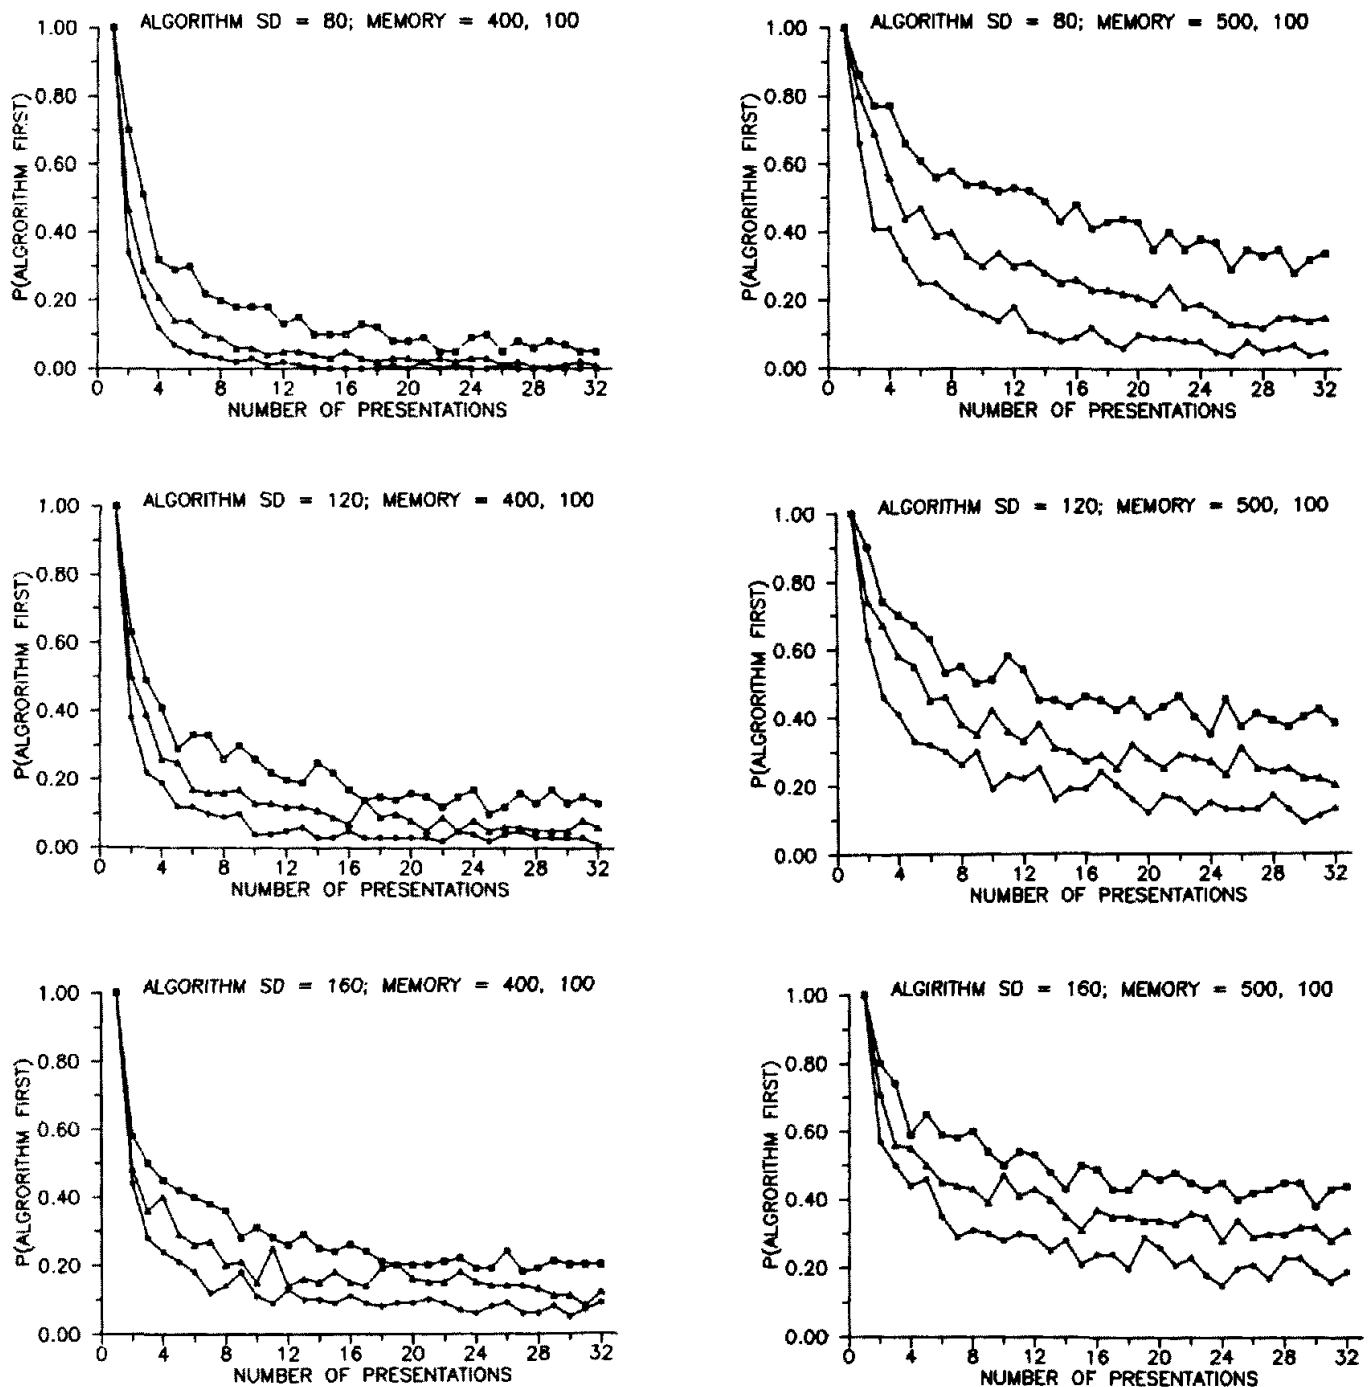 ALGORITHM SD = 80; MEMORY = 400, 100
1.00
0.80
0.60
0.40
0.20
0.00
P(ALGRORITHM FIRST)
0 4 8 12 16 20 24 28 32
NUMBER OF PRESENTATIONS
ALGORITHM SD = 80; MEMORY = 500, 100
1.00
0.80
0.60
0.40
0.20
0.00
P(ALGRORITHM FIRST)
0 4 8 12 16 20 24 28 32
NUMBER OF PRESENTATIONS
ALGORITHM SD = 120; MEMORY = 400, 100
1.00
0.80
0.60
0.40
0.20
0.00
P(ALGRORITHM FIRST)
0 4 8 12 16 20 24 28 32
NUMBER OF PRESENTATIONS
ALGORITHM SD = 120; MEMORY = 500, 100
1.00
0.80
0.60
0.40
0.20
0.00
P(ALGRORITHM FIRST)
0 4 8 12 16 20 24 28 32
NUMBER OF PRESENTATIONS
ALGORITHM SD = 160; MEMORY = 400, 100
1.00
0.80
0.60
0.40
0.20
0.00
P(ALGRORITHM FIRST)
0 4 8 12 16 20 24 28 32
NUMBER OF PRESENTATIONS
ALGIRITHM SD = 160; MEMORY = 500, 100
1.00
0.80
0.60
0.40
0.20
0.00
P(ALGRORITHM FIRST)
0 4 8 12 16 20 24 28 32
NUMBER OF PRESENTATIONS